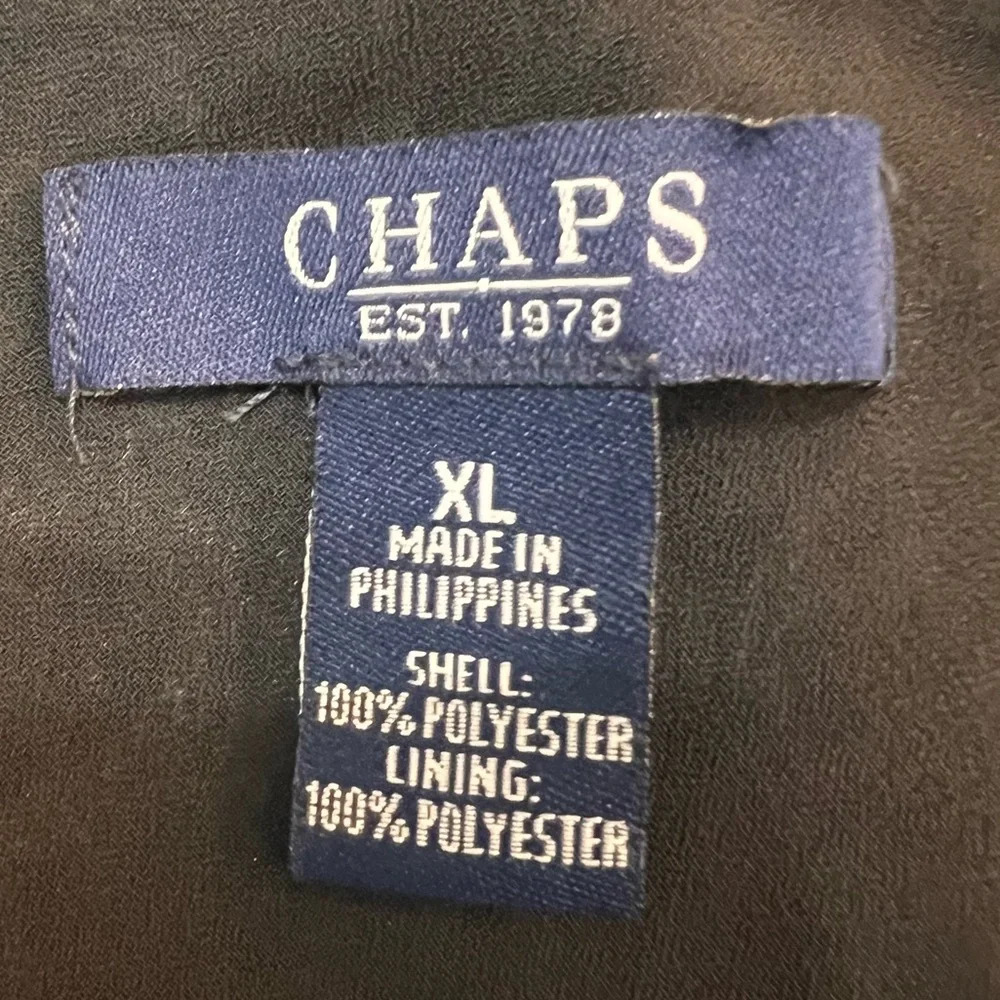 CHAPS
EST. 1978
XL
MADE IN
PHILIPPINES
SHELL:
100% POLYESTER
LINING:
100% POLYESTER